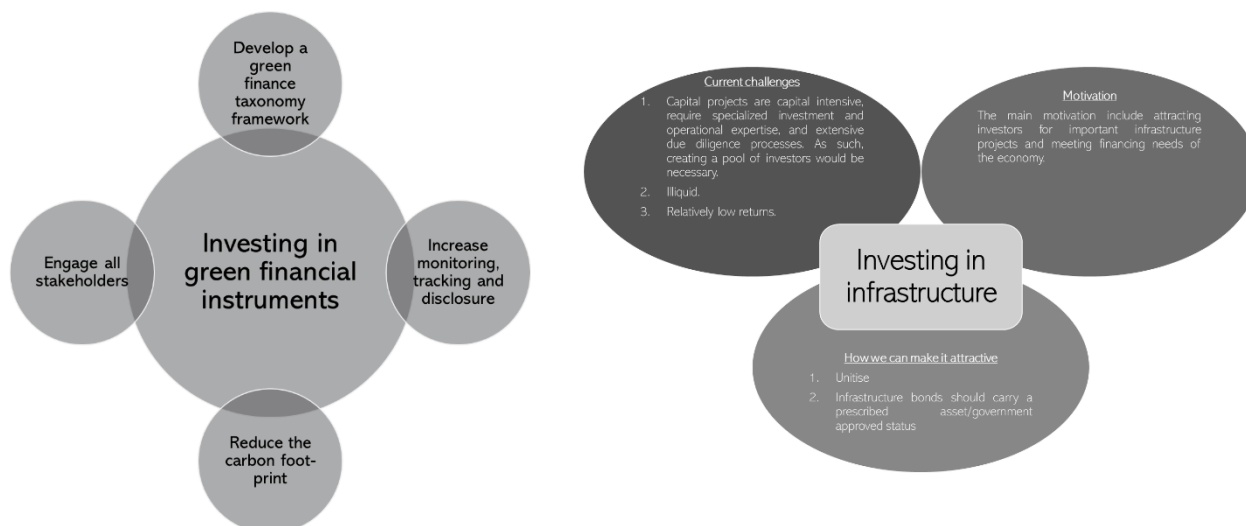 Develop a
green
finance
taxonomy
framework
Engage all
stakeholders
Investing in
green financial
instruments
Increase
monitoring,
tracking and
disclosure
Reduce the
carbon foot-
print
Current challenges
1. Capital projects are capital intensive,
require specialized investment and
operational expertise, and extensive
due diligence processes. As such,
creating a pool of investors would be
necessary.
2. Illiquid.
3. Relatively low returns.
Motivation
The main motivation include attracting
investors for important infrastructure
projects and meeting financing needs of
the economy.
Investing in
infrastructure
How we can make it attractive
1. Unitise
2. Infrastructure bonds should carry a
prescribed asset/government
approved status